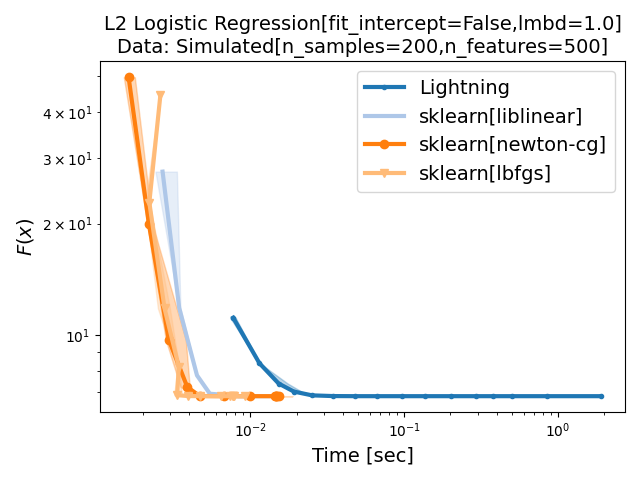 L2 Logistic Regression[fit_intercept=False,lmbd=1.0]
Data: Simulated[n_samples=200,n_features=500]
Lightning
sklearn[liblinear]
sklearn[newton-cg]
sklearn[lbfgs]
4 × 10¹
3 × 10¹
2 × 10¹
10¹
F(x)
10⁻² 10⁻¹ 10⁰
Time [sec]